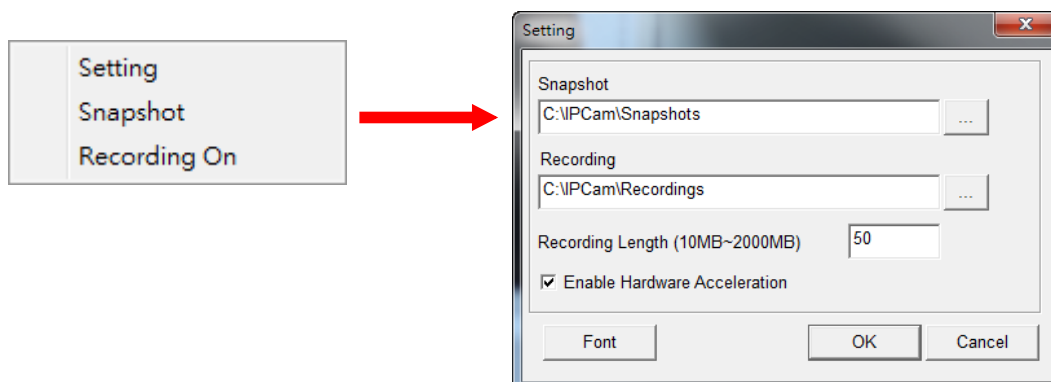 Setting
Snapshot
Recording On
Setting
x
Snapshot
C:\IPCam\Snapshots
...
Recording
C:\IPCam\Recordings
...
Recording Length (10MB~2000MB) 50
Enable Hardware Acceleration
Font OK Cancel